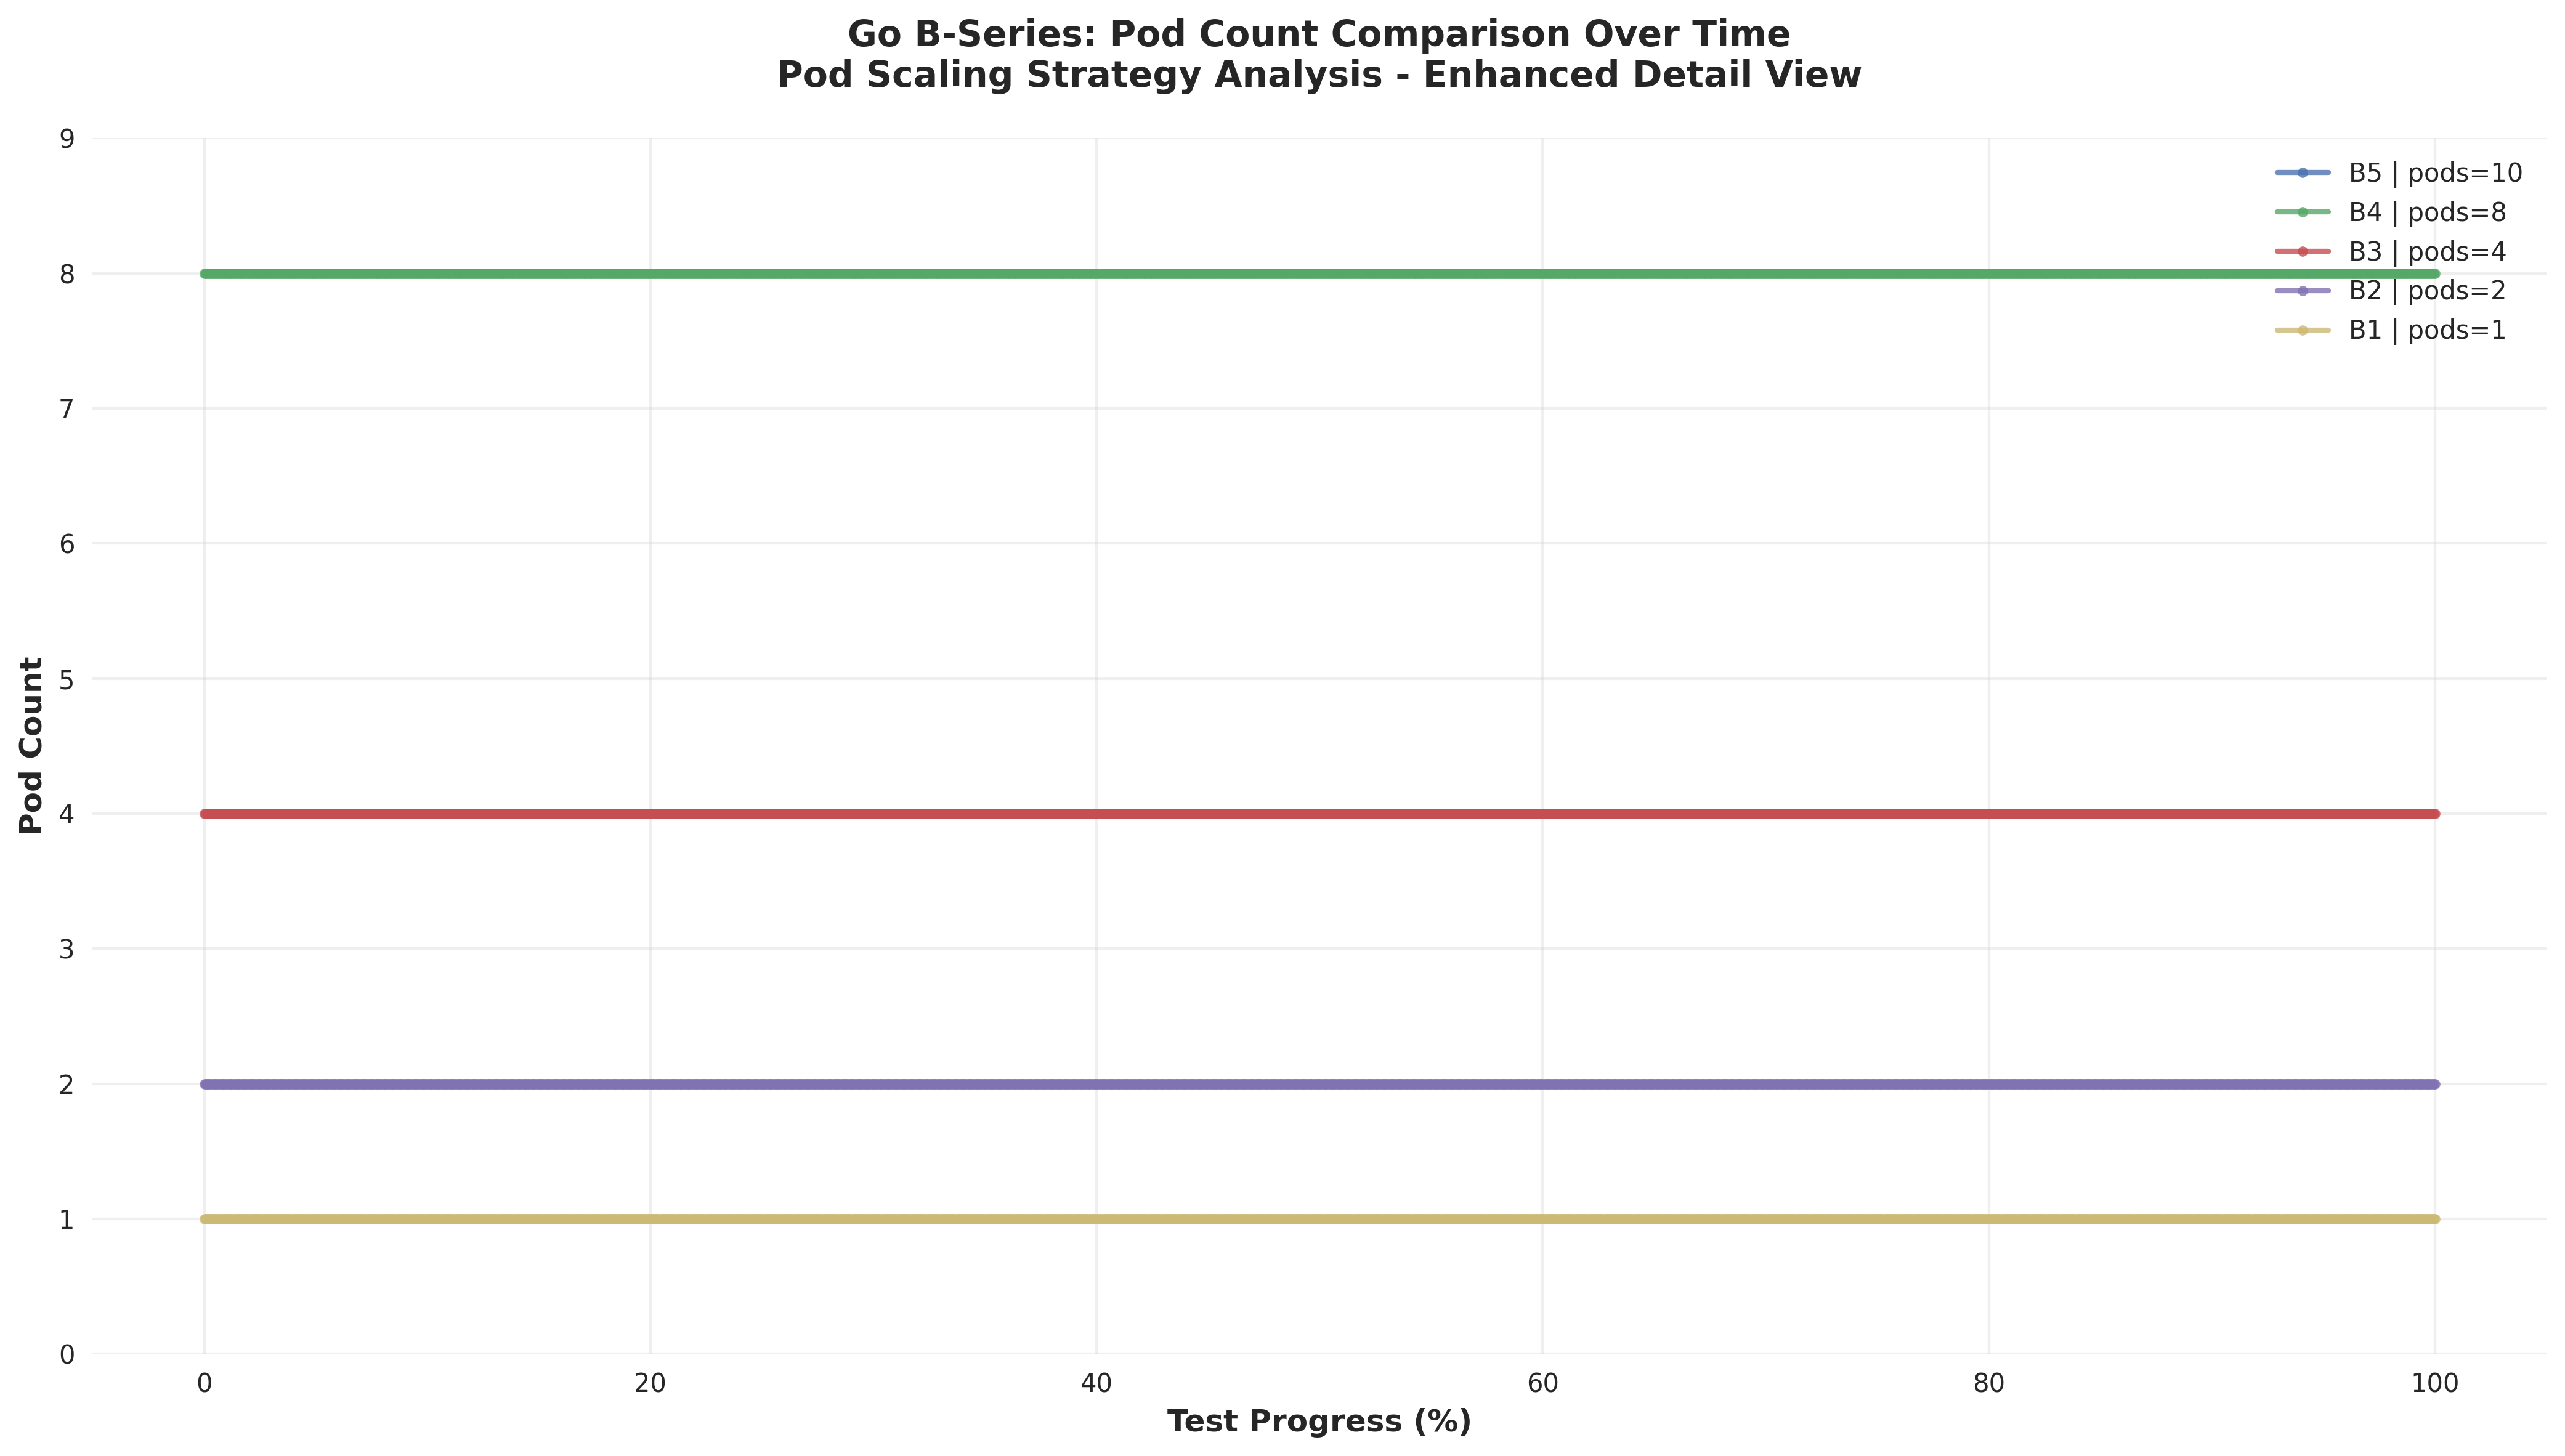 Go B-Series: Pod Count Comparison Over Time
Pod Scaling Strategy Analysis - Enhanced Detail View
Pod Count
9
8
7
6
5
4
3
2
1
0
B5 | pods=10
B4 | pods=8
B3 | pods=4
B2 | pods=2
B1 | pods=1
0 20 40 60 80 100
Test Progress (%)